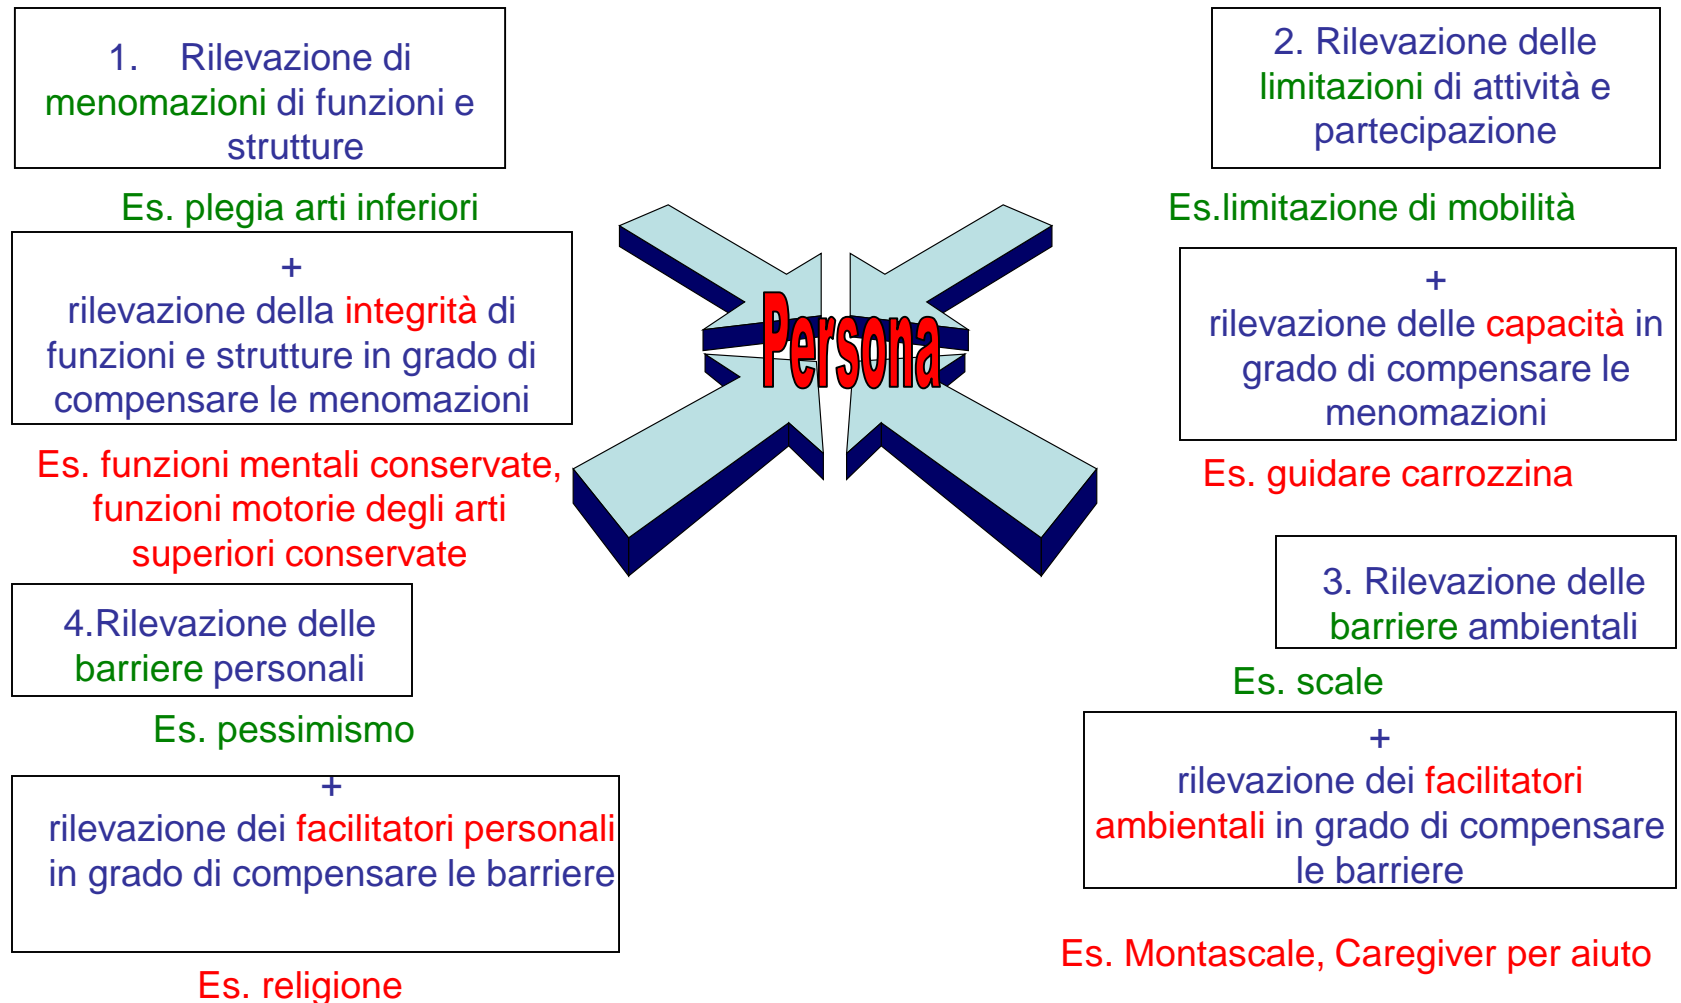 1. Rilevazione di
menomazioni di funzioni e
strutture
Es. plegia arti inferiori
+
rilevazione della integrità di
funzioni e strutture in grado di
compensare le menomazioni
Es. funzioni mentali conservate,
funzioni motorie degli arti
superiori conservate
2. Rilevazione delle
limitazioni di attività e
partecipazione
Es.limitazione di mobilità
+
rilevazione delle capacità in
grado di compensare le
menomazioni
Es. guidare carrozzina
Persona
3. Rilevazione delle
barriere ambientali
Es. scale
+
rilevazione dei facilitatori
ambientali in grado di compensare
le barriere
Es. Montascale, Caregiver per aiuto
4.Rilevazione delle
barriere personali
Es. pessimismo
+
rilevazione dei facilitatori personali
in grado di compensare le barriere
Es. religione